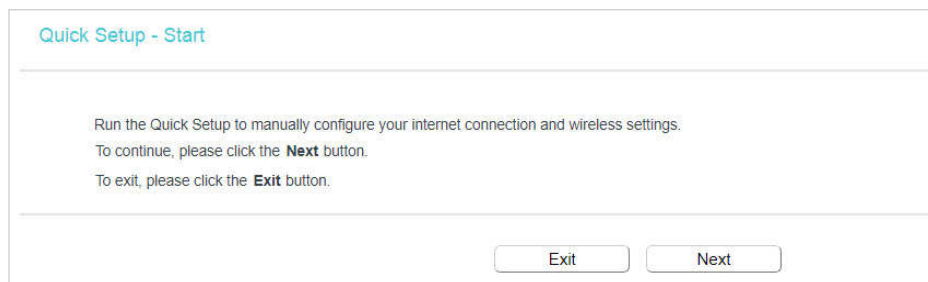 Quick Setup - Start
Run the Quick Setup to manually configure your internet connection and wireless settings.
To continue, please click the Next button.
To exit, please click the Exit button.
Exit
Next